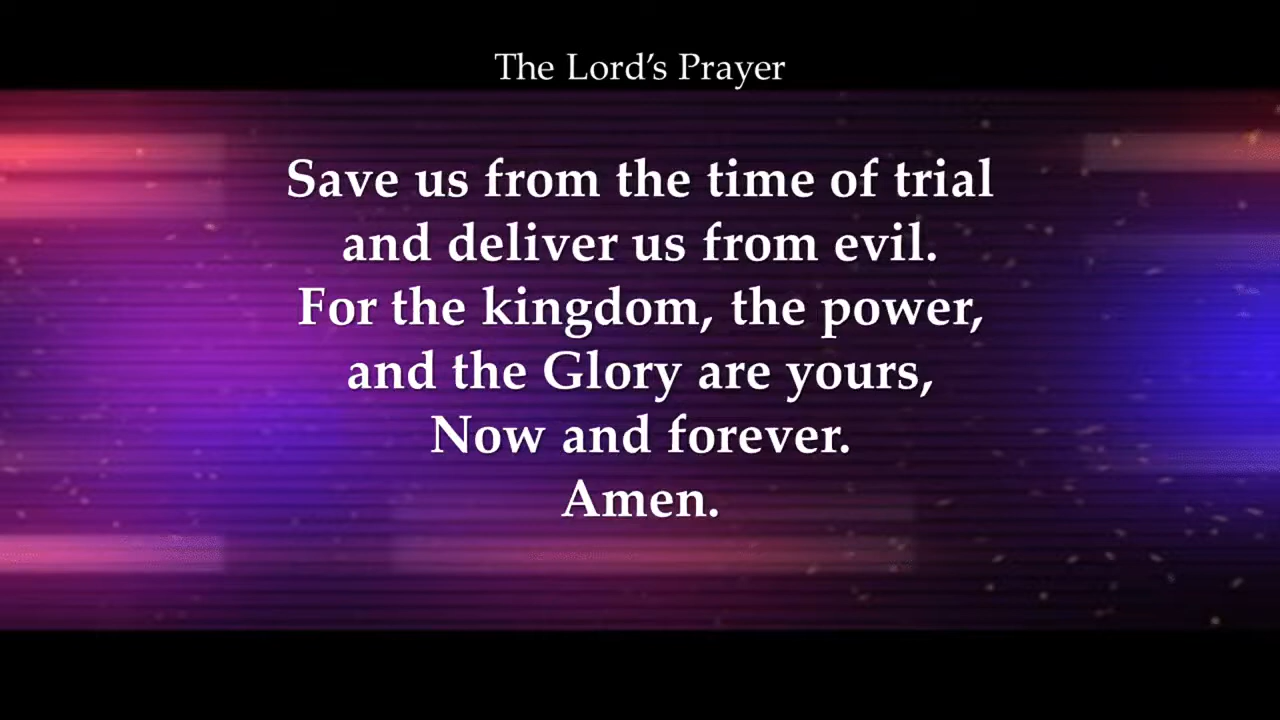 The Lord’s Prayer
Save us from the time of trial
and deliver us from evil.
For the kingdom, the power,
and the Glory are yours,
Now and forever.
Amen.